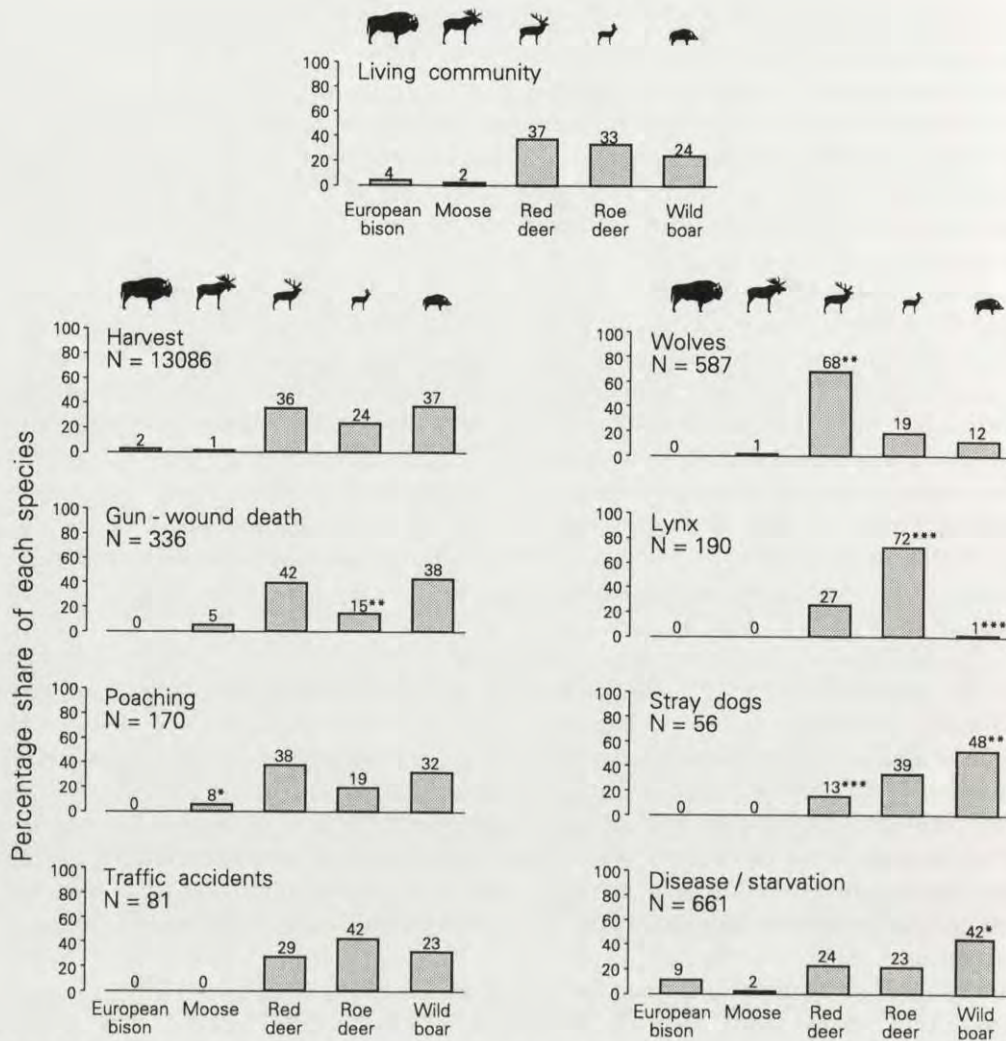 Living community
100
80
60
40
20
0
4 2 37 33 24
European bison Moose Red deer Roe deer Wild boar
Percentage share of each species
Harvest
N = 13086
100
80
60
40
20
0
2 1 36 24 37
Gun - wound death
N = 336
100
80
60
40
20
0
0 5 42 15** 38
Poaching
N = 170
100
80
60
40
20
0
0 8* 38 19 32
Traffic accidents
N = 81
100
80
60
40
20
0
0 0 29 42 23
European bison Moose Red deer Roe deer Wild boar
Wolves
N = 587
100
80
60
40
20
0
0 1 68** 19 12
Lynx
N = 190
100
80
60
40
20
0
0 0 27 72*** 1***
Stray dogs
N = 56
100
80
60
40
20
0
0 0 13*** 39 48**
Disease / starvation
N = 661
100
80
60
40
20
0
9 2 24 23 42*
European bison Moose Red deer Roe deer Wild boar